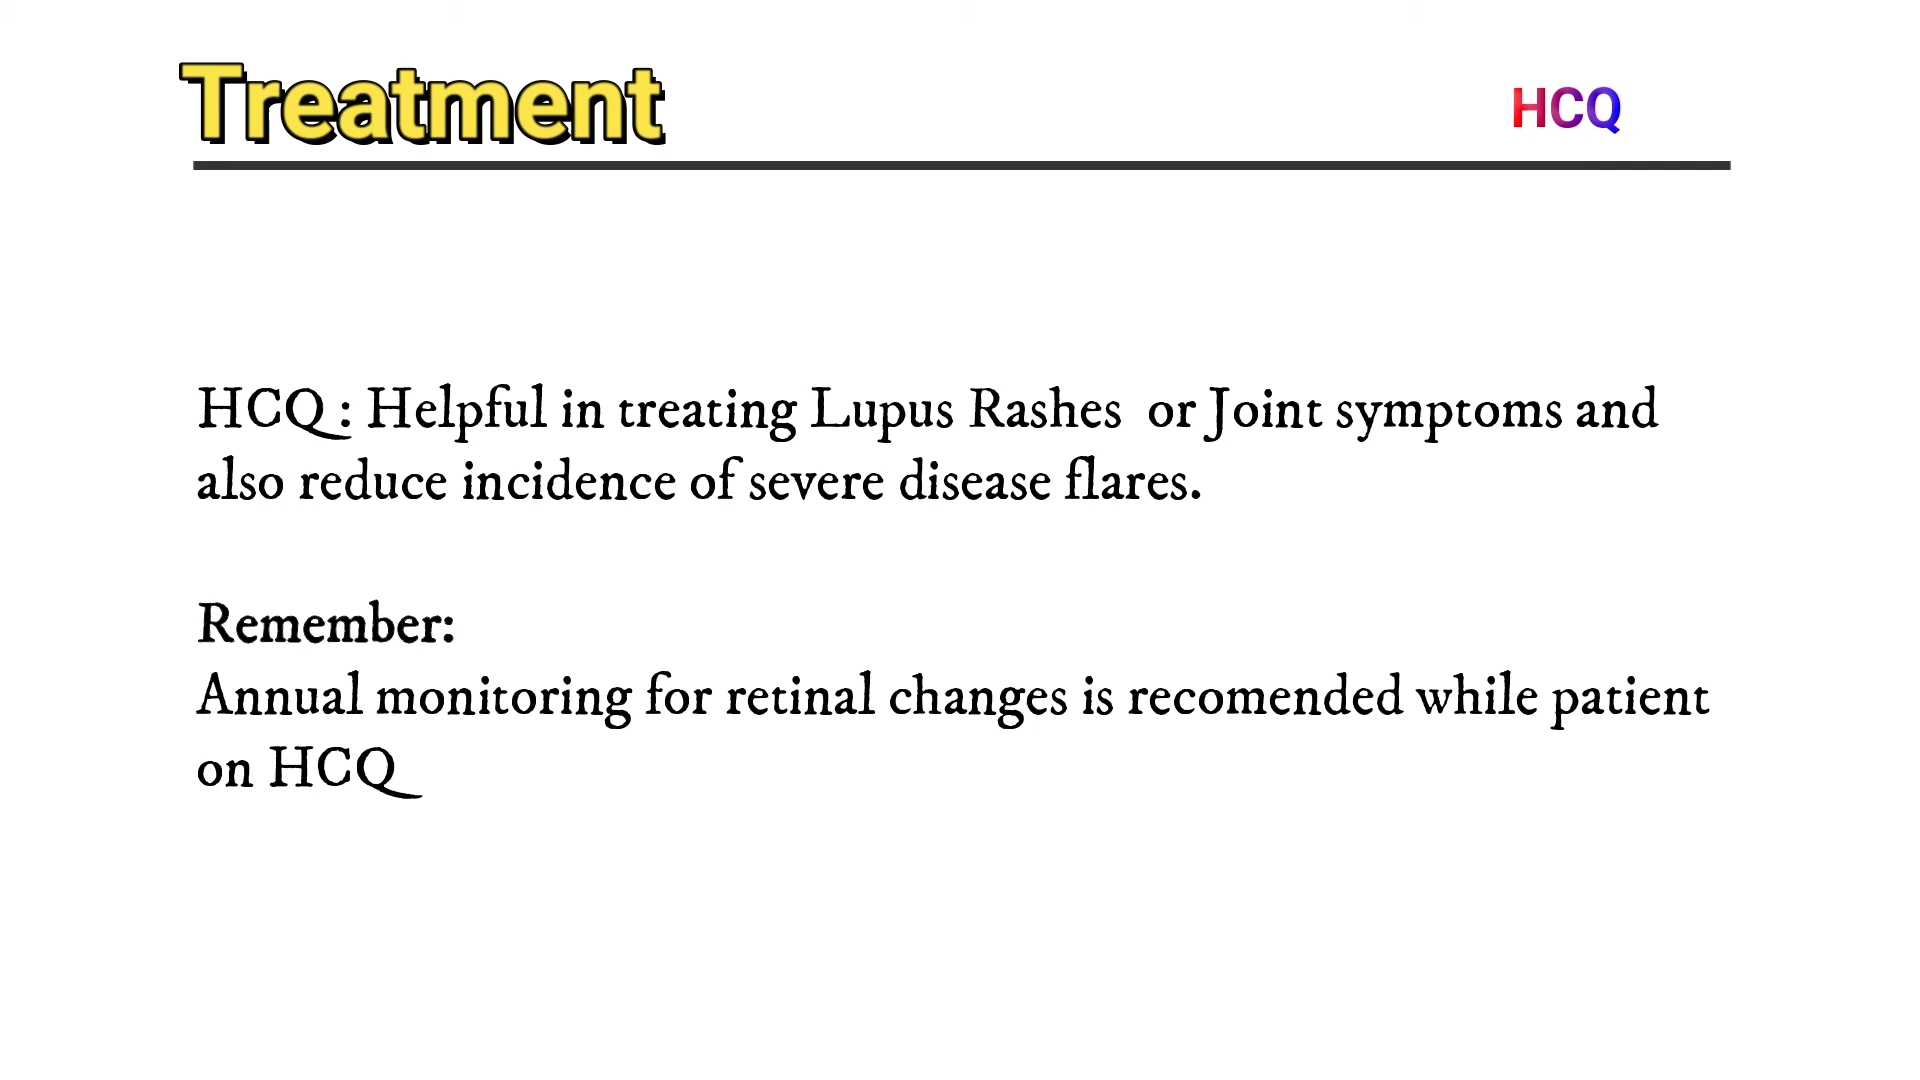 Treatment
HCQ
HCQ : Helpful in treating Lupus Rashes  or Joint symptoms and
also reduce incidence of severe disease flares.
Remember:
Annual monitoring for retinal changes is recomended while patient
on HCQ